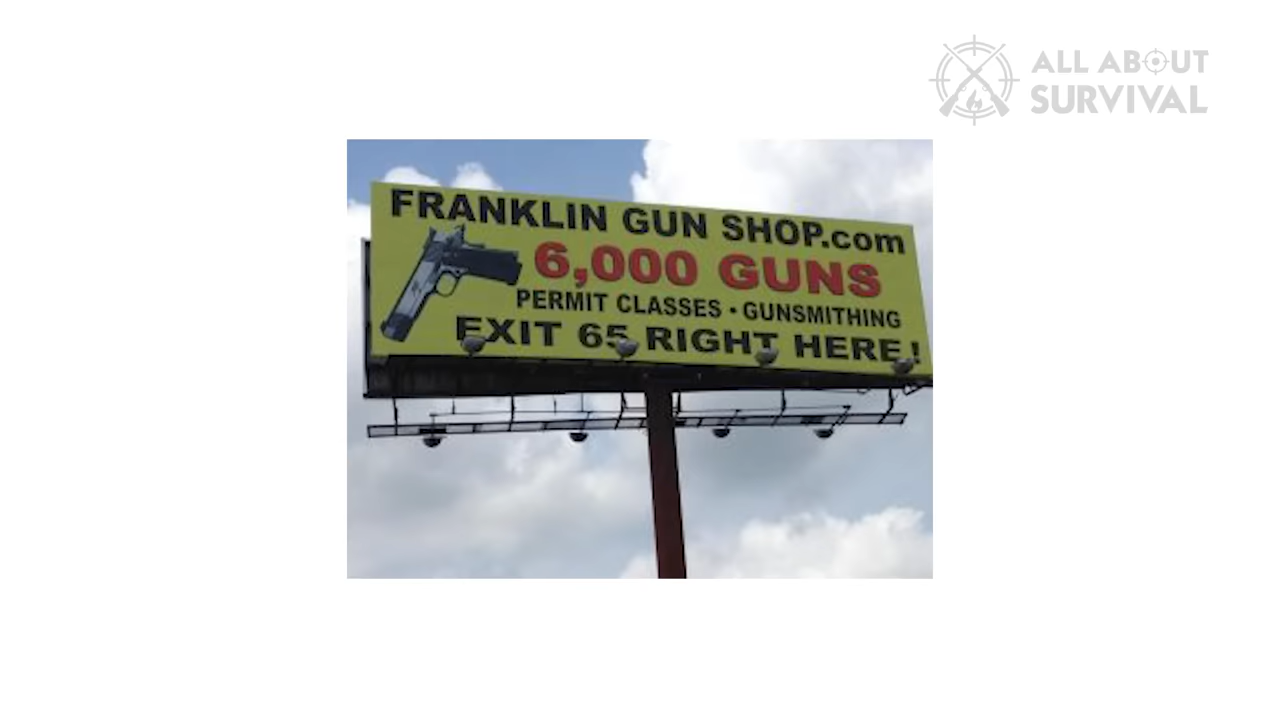 ALL ABOUT
SURVIVAL
FRANKLIN GUN SHOP.com
6,000 GUNS
PERMIT CLASSES • GUNSMITHING
EXIT 65 RIGHT HERE!